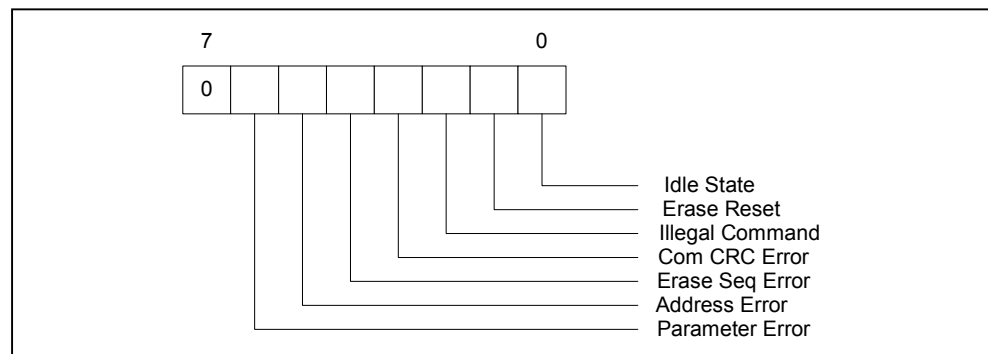 7 0
0
Idle State
Erase Reset
Illegal Command
Com CRC Error
Erase Seq Error
Address Error
Parameter Error